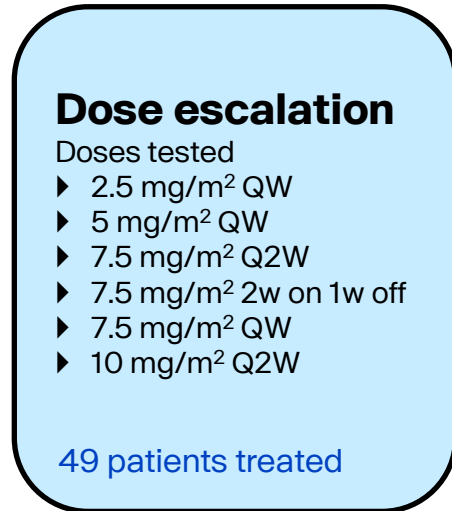 Dose escalation
Doses tested
▶ 2.5 mg/m² QW
▶ 5 mg/m² QW
▶ 7.5 mg/m² Q2W
▶ 7.5 mg/m² 2w on 1w off
▶ 7.5 mg/m² QW
▶ 10 mg/m² Q2W
49 patients treated